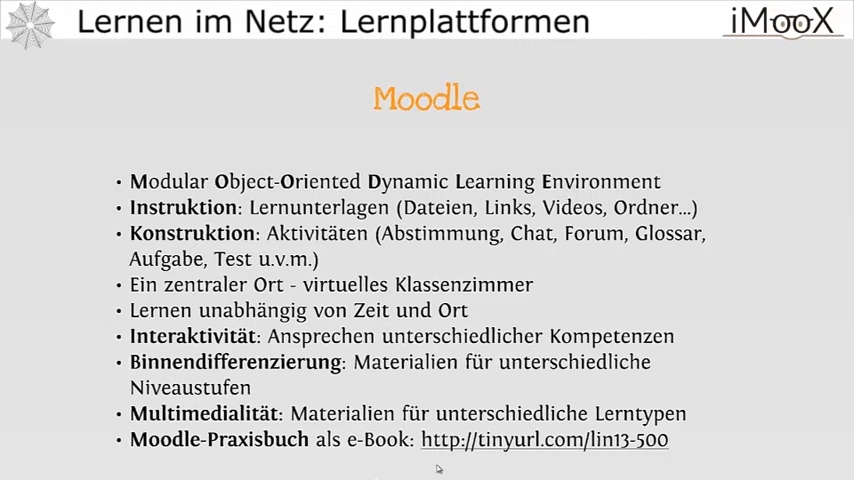 Lernen im Netz: Lernplattformen
iMooX
Moodle
• Modular Object-Oriented Dynamic Learning Environment
• Instruktion: Lernunterlagen (Dateien, Links, Videos, Ordner...)
• Konstruktion: Aktivitäten (Abstimmung, Chat, Forum, Glossar,
Aufgabe, Test u.v.m.)
• Ein zentraler Ort - virtuelles Klassenzimmer
• Lernen unabhängig von Zeit und Ort
• Interaktivität: Ansprechen unterschiedlicher Kompetenzen
• Binnendifferenzierung: Materialien für unterschiedliche
Niveaustufen
• Multimedialität: Materialien für unterschiedliche Lerntypen
• Moodle-Praxisbuch als e-Book: http://tinyurl.com/lin13-500